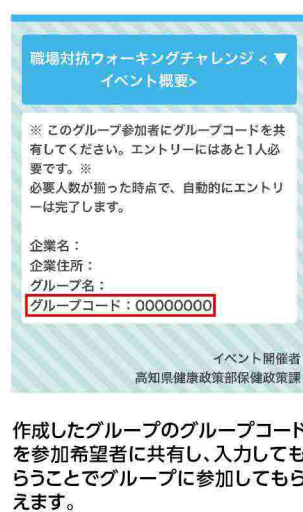 職場対抗ウォーキングチャレンジ < ▼
イベント概要>
※ このグループ参加者にグループコードを共
有してください。エントリーにはあと1人必
要です。※
必要人数が揃った時点で、自動的にエントリ
ーは完了します。
企業名：
企業住所：
グループ名：
グループコード：00000000
イベント開催者
高知県健康政策部保健政策課
作成したグループのグループコード
を参加希望者に共有し、入力しても
らうことでグループに参加してもら
えます。